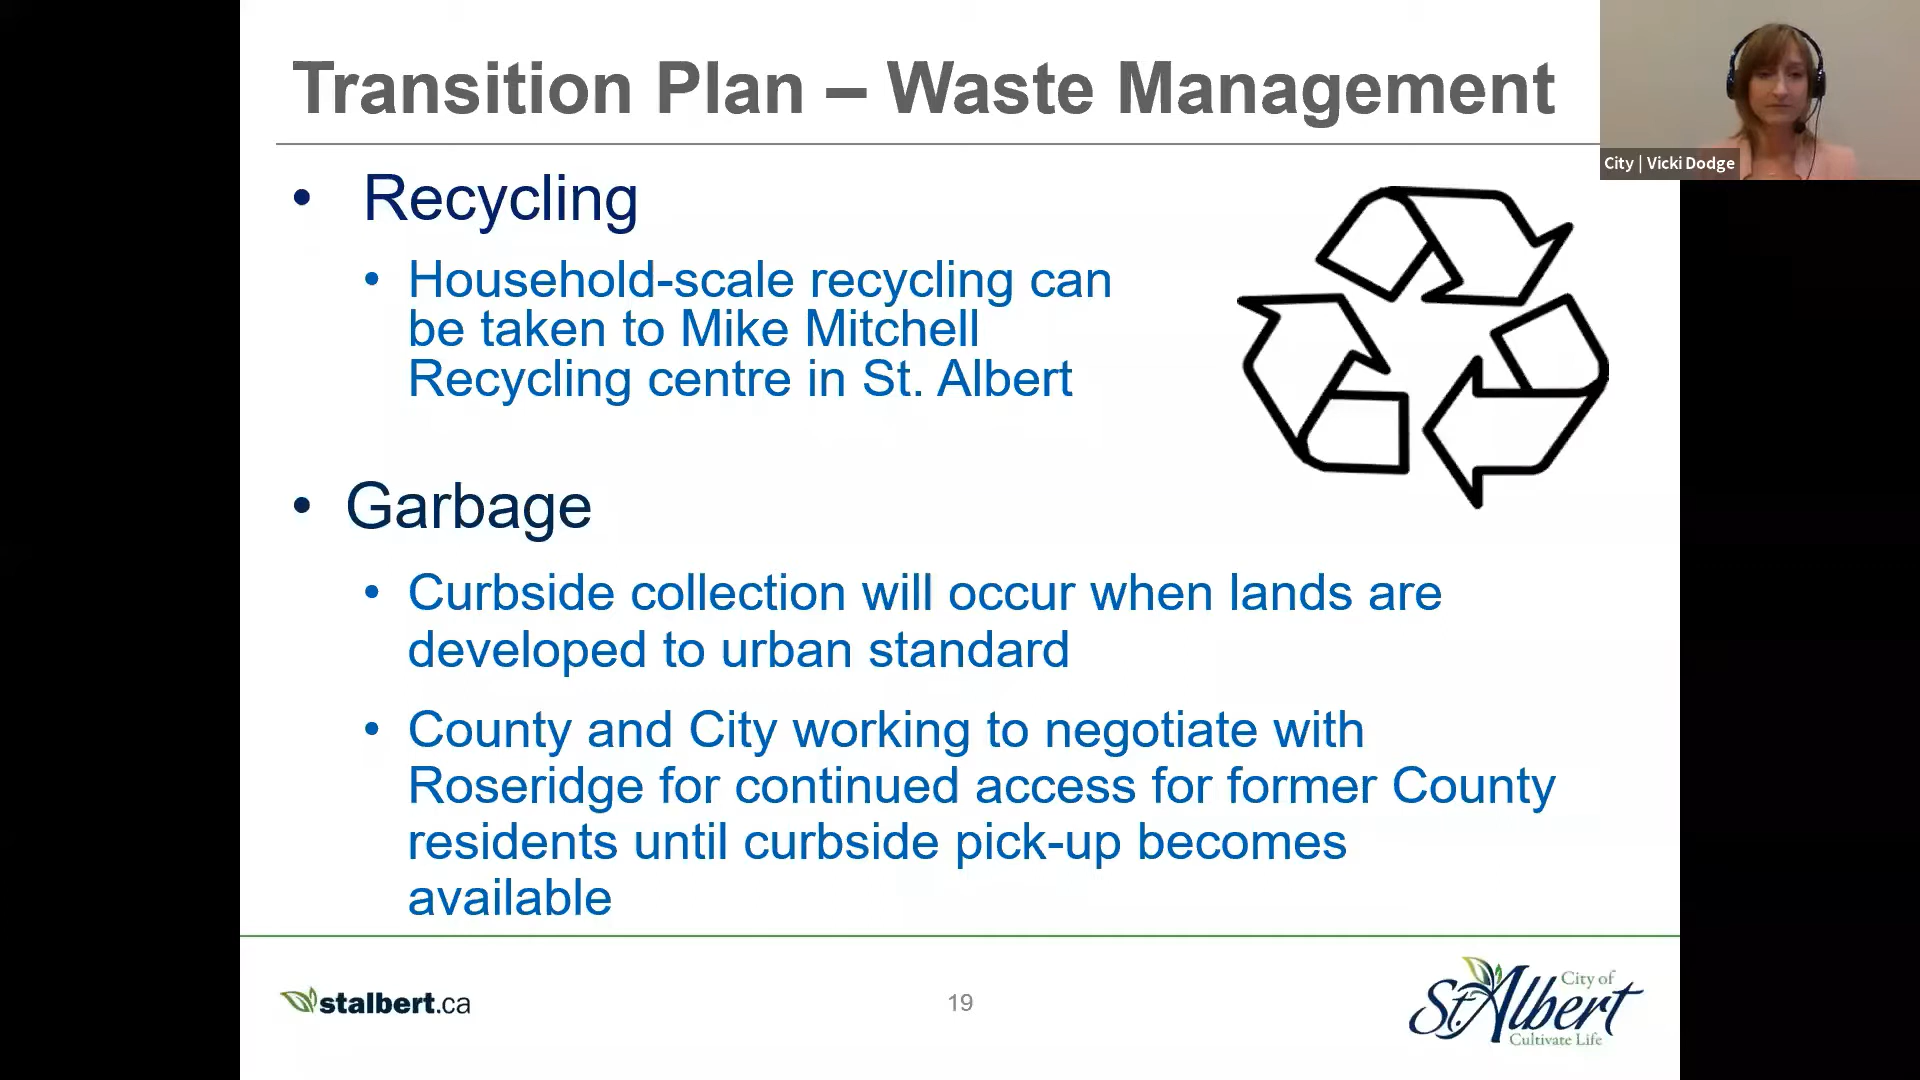 Transition Plan – Waste Management
City | Vicki Dodge
• Recycling
• Household-scale recycling can
be taken to Mike Mitchell
Recycling centre in St. Albert
• Garbage
• Curbside collection will occur when lands are
developed to urban standard
• County and City working to negotiate with
Roseridge for continued access for former County
residents until curbside pick-up becomes
available
stalbert.ca
19
City of
St. Albert
Cultivate Life